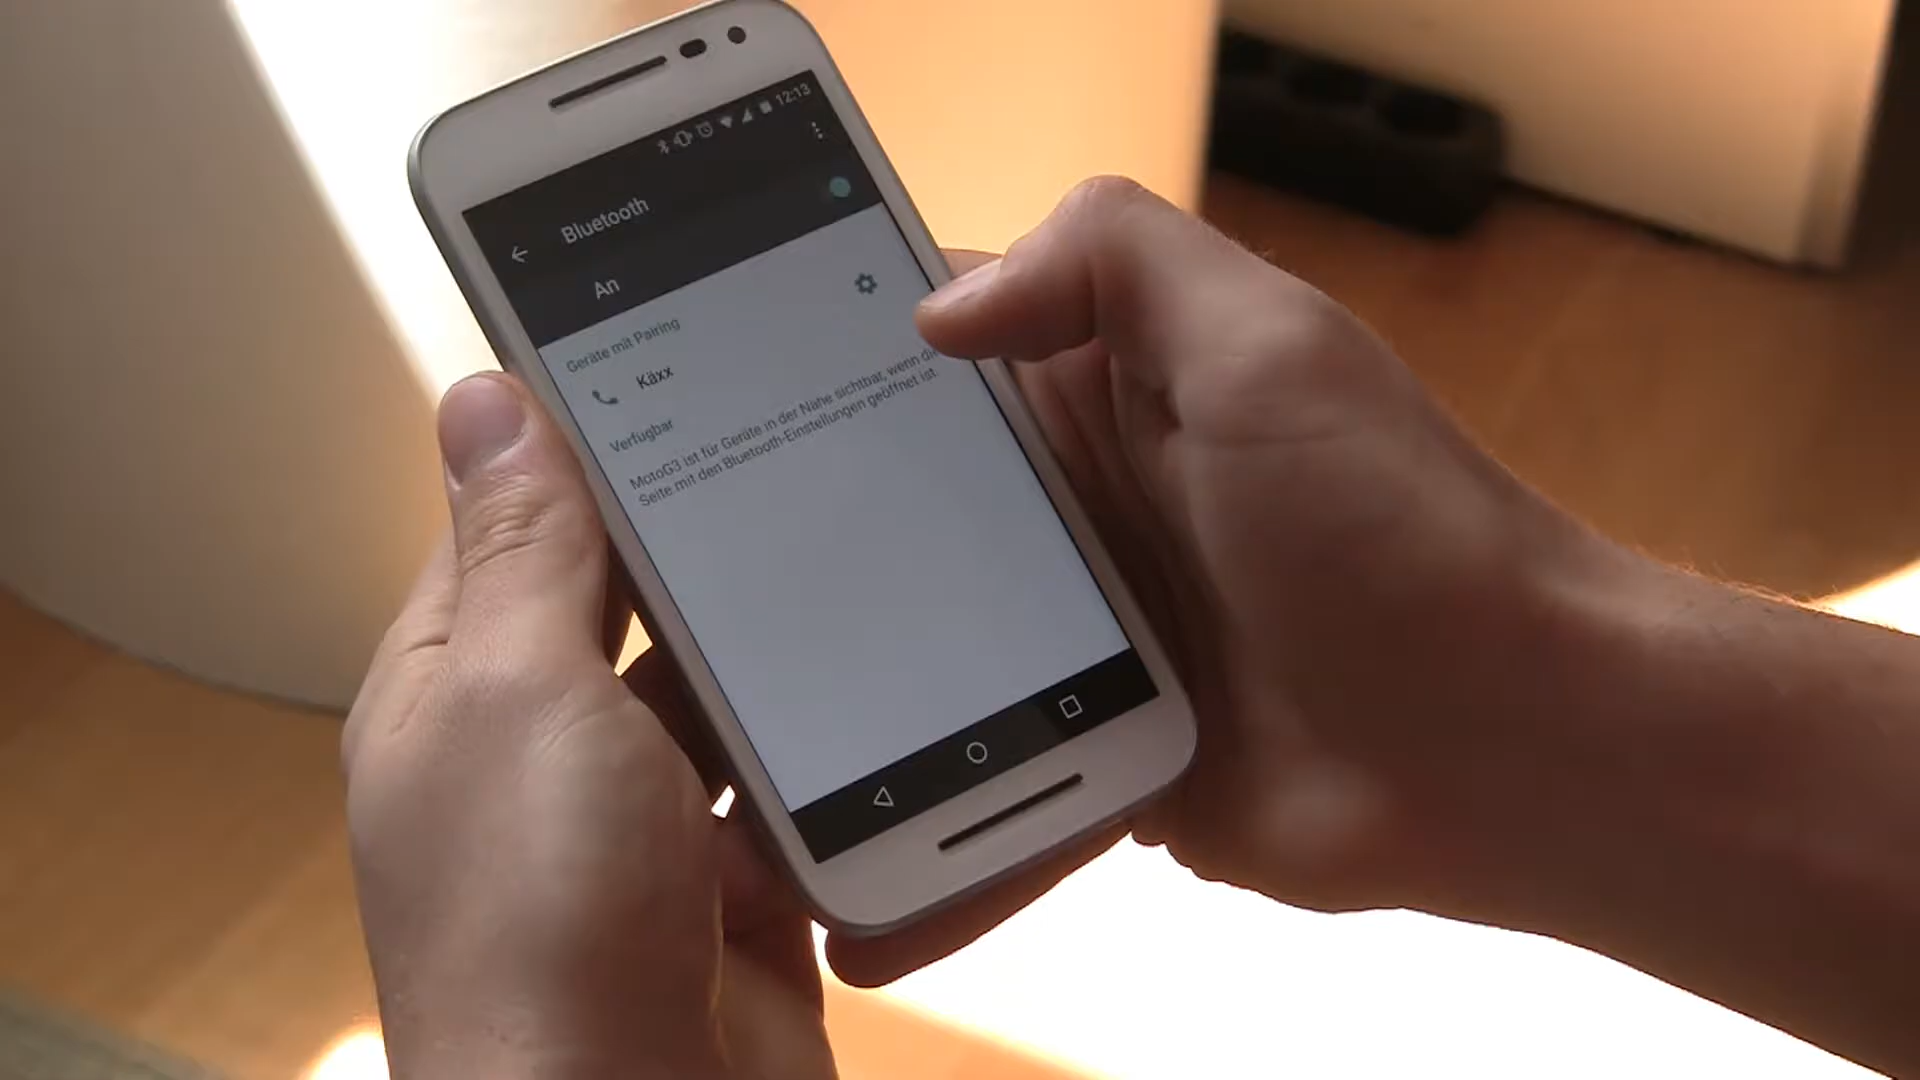 12:13
Bluetooth
An
Geräte mit Pairing
Käxx
Verfügbar
MotoG3 ist für Geräte in der Nähe sichtbar, wenn die
Seite mit den Bluetooth-Einstellungen geöffnet ist.